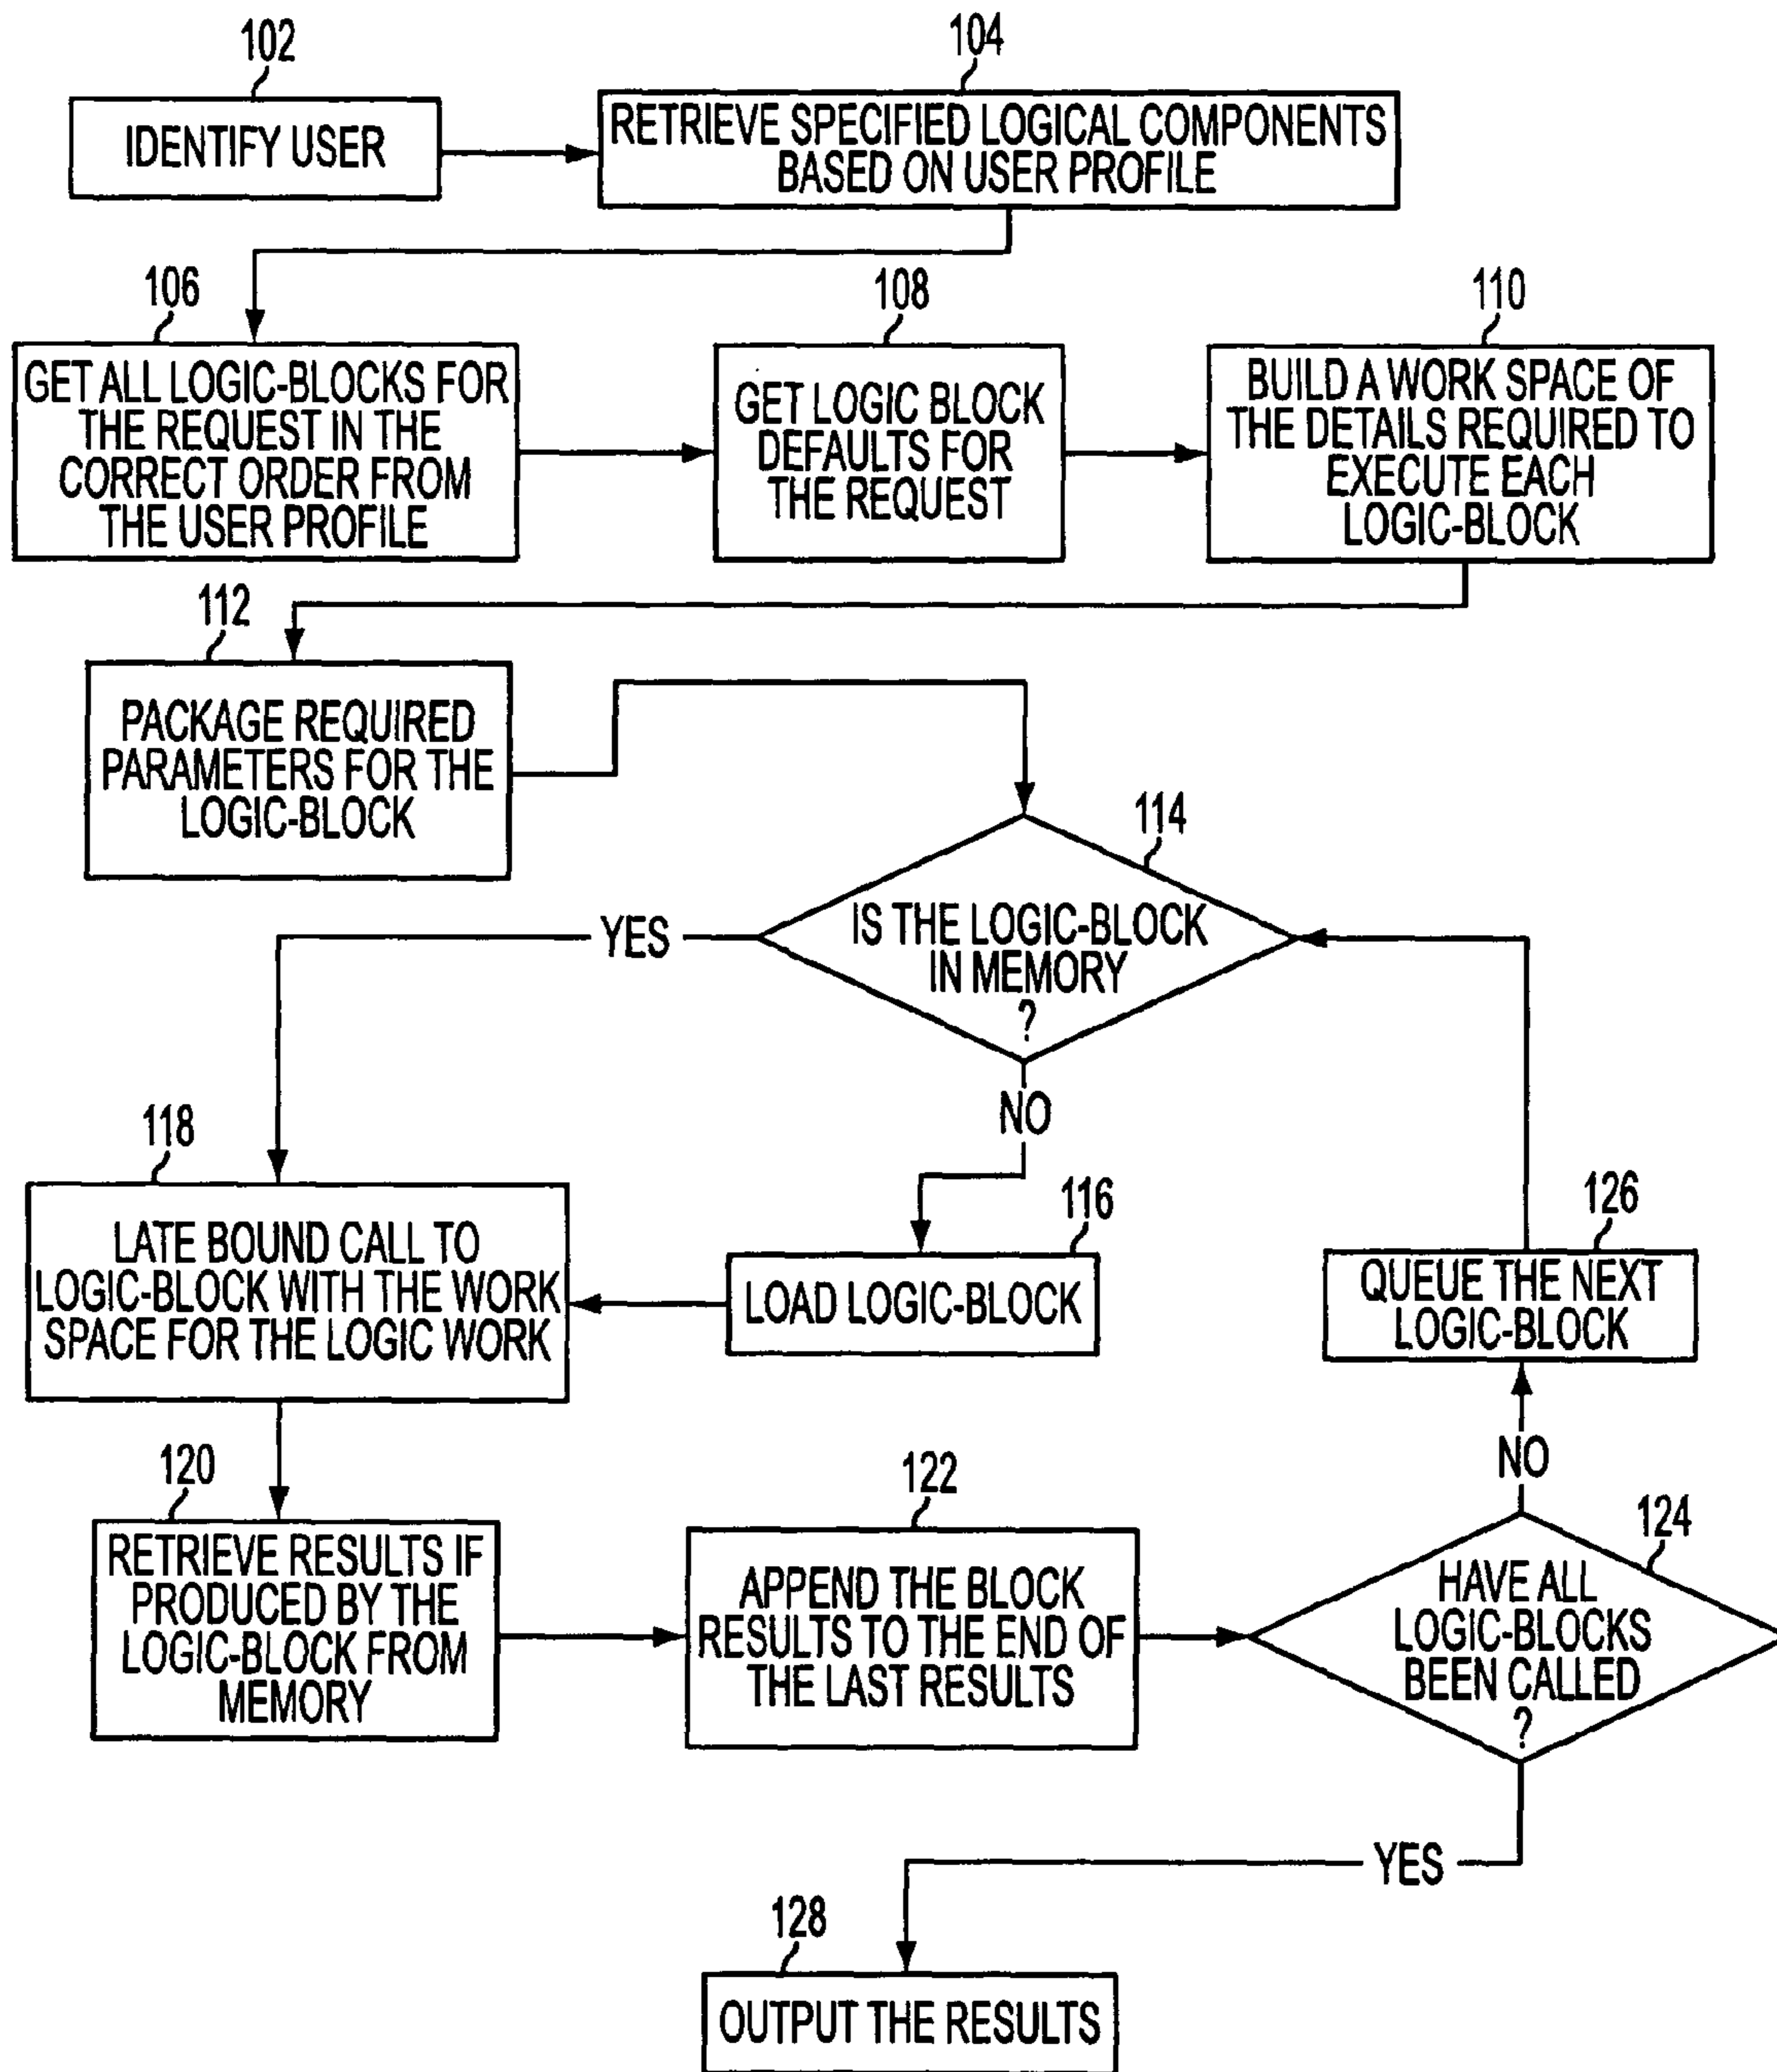 102
IDENTIFY USER
104
RETRIEVE SPECIFIED LOGICAL COMPONENTS
BASED ON USER PROFILE
106
GET ALL LOGIC-BLOCKS FOR
THE REQUEST IN THE
CORRECT ORDER FROM
THE USER PROFILE
108
GET LOGIC BLOCK
DEFAULTS FOR
THE REQUEST
110
BUILD A WORK SPACE OF
THE DETAILS REQUIRED TO
EXECUTE EACH
LOGIC-BLOCK
112
PACKAGE REQUIRED
PARAMETERS FOR THE
LOGIC-BLOCK
114
IS THE LOGIC-BLOCK
IN MEMORY
?
YES
NO
116
LOAD LOGIC-BLOCK
118
LATE BOUND CALL TO
LOGIC-BLOCK WITH THE WORK
SPACE FOR THE LOGIC WORK
120
RETRIEVE RESULTS IF
PRODUCED BY THE
LOGIC-BLOCK FROM
MEMORY
122
APPEND THE BLOCK
RESULTS TO THE END OF
THE LAST RESULTS
124
HAVE ALL
LOGIC-BLOCKS
BEEN CALLED
?
NO
126
QUEUE THE NEXT
LOGIC-BLOCK
YES
128
OUTPUT THE RESULTS